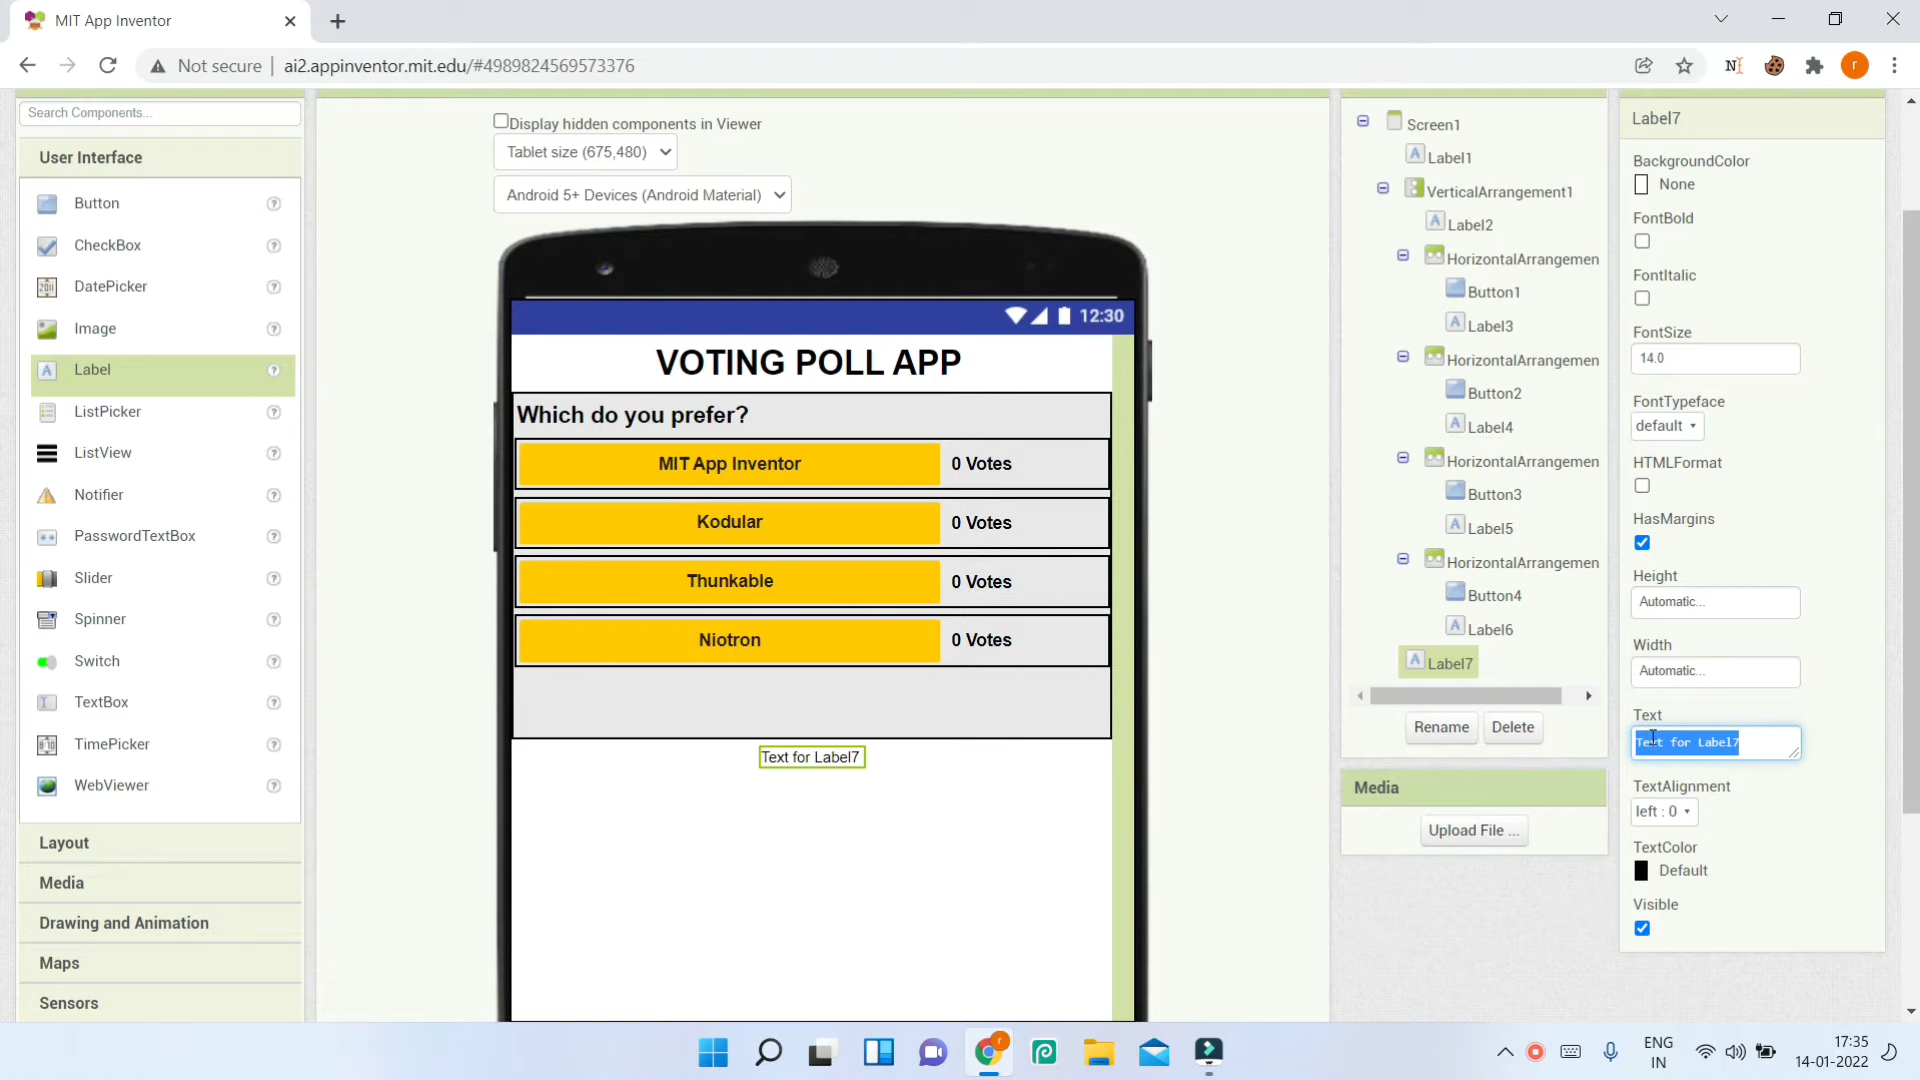 MIT App Inventor
Not secure
ai2.appinventor.mit.edu/#4989824569573376
r
Search Components...
User Interface
Button
CheckBox
DatePicker
Image
Label
ListPicker
ListView
Notifier
PasswordTextBox
Slider
Spinner
Switch
TextBox
TimePicker
WebViewer
Layout
Media
Drawing and Animation
Maps
Sensors
Display hidden components in Viewer
Tablet size (675,480)
Android 5+ Devices (Android Material)
12:30
VOTING POLL APP
Which do you prefer?
MIT App Inventor 0 Votes
Kodular 0 Votes
Thunkable 0 Votes
Niotron 0 Votes
Text for Label7
Screen1
Label1
VerticalArrangement1
Label2
HorizontalArrangemen
Button1
Label3
HorizontalArrangemen
Button2
Label4
HorizontalArrangemen
Button3
Label5
HorizontalArrangemen
Button4
Label6
Label7
Rename Delete
Media
Upload File ...
Label7
BackgroundColor
None
FontBold
FontItalic
FontSize
14.0
FontTypeface
default
HTMLFormat
HasMargins
Height
Automatic...
Width
Automatic...
Text
Text for Label7
TextAlignment
left : 0
TextColor
Default
Visible
ENG
IN
17:35
14-01-2022